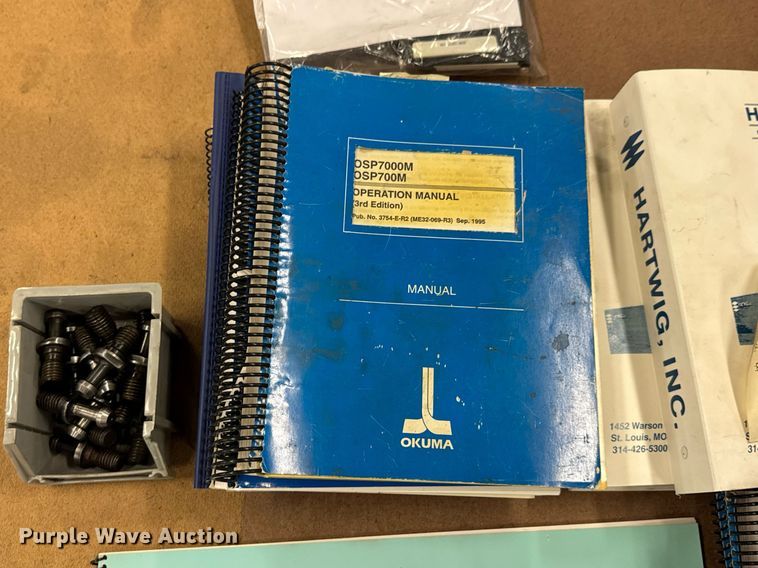 OSP7000M
OSP700M
OPERATION MANUAL
(3rd Edition)
Pub. No. 3754-E-R2 (ME32-069-R3) Sep. 1995
MANUAL
OKUMA
HARTWIG, INC.
1452 Warson
St. Louis, MO
314-426-5300
H
31
Purple Wave Auction